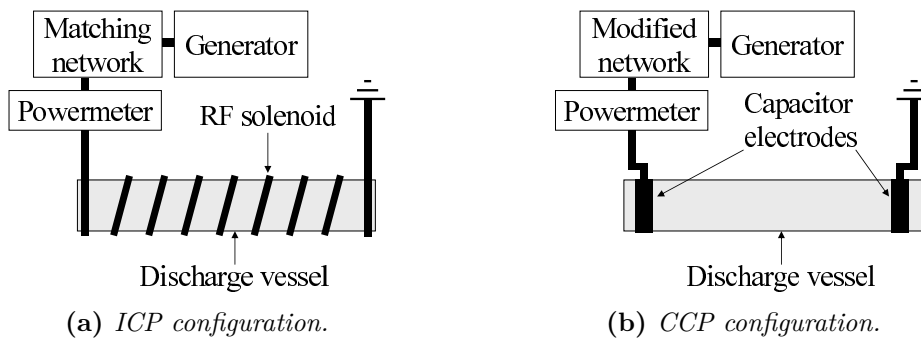 Matching
network
Generator
Powermeter
RF solenoid
Discharge vessel
(a) ICP configuration.
Modified
network
Generator
Powermeter
Capacitor
electrodes
Discharge vessel
(b) CCP configuration.